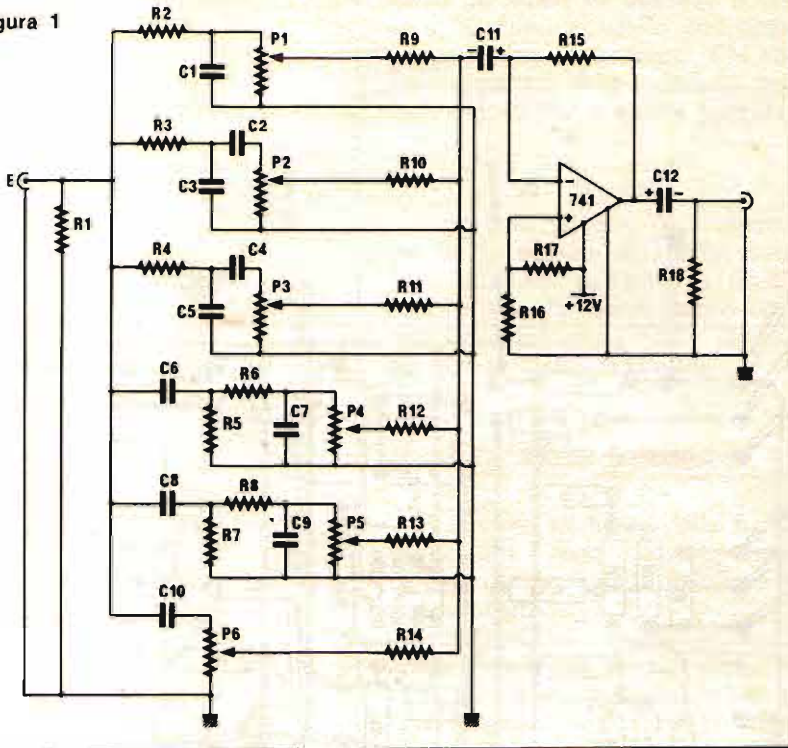 gura 1
R2
P1
C1
R9
C11
- +
R15
R3
C2
P2
C3
R10
E
R1
741
-
+
C12
+ -
R17
R16
+12V
R18
R4
C4
P3
C5
R11
C6
R6
R5
C7
P4
R12
C8
R8
R7
C9
P5
R13
C10
P6
R14